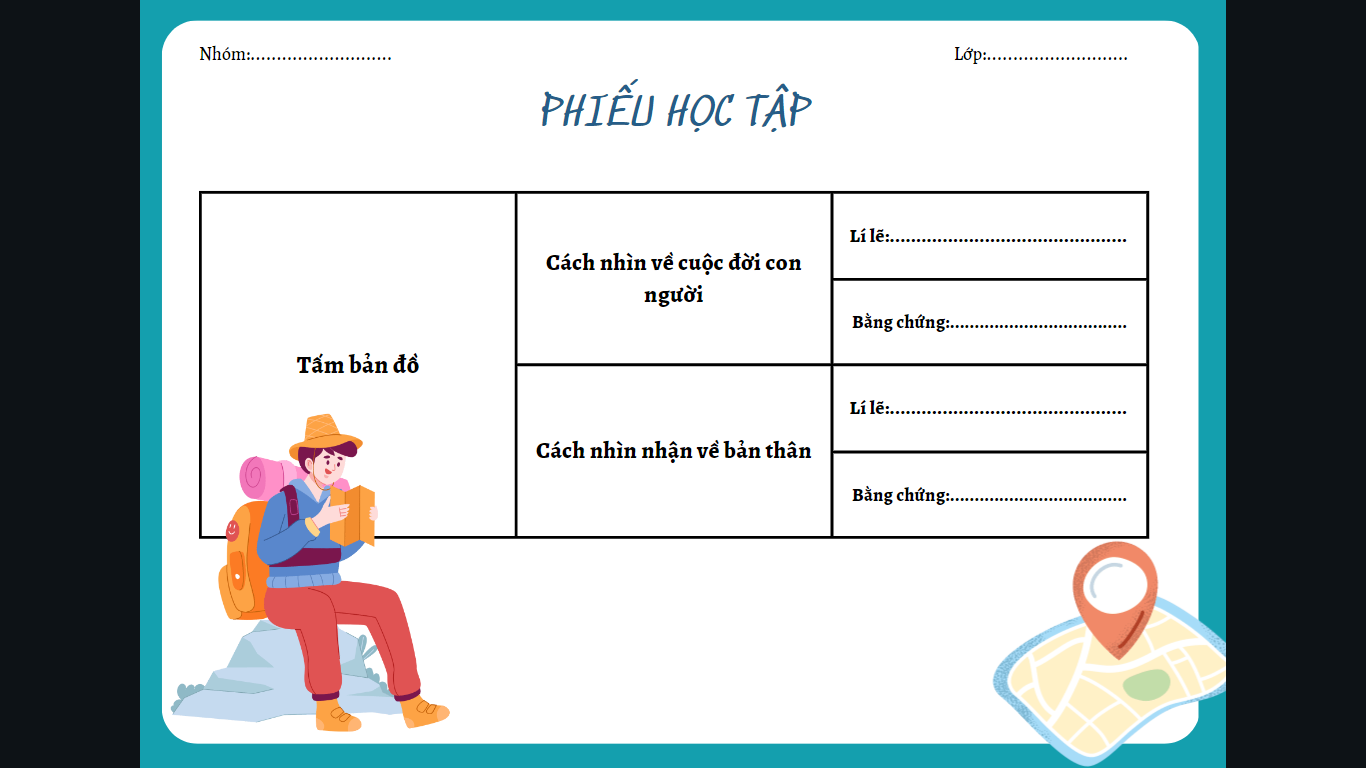 Nhóm:...........................
Lớp:...........................
PHIẾU HỌC TẬP
Tấm bản đồ
Cách nhìn về cuộc đời con
người
Lí lẽ:.............................................
Bằng chứng:....................................
Cách nhìn nhận về bản thân
Lí lẽ:.............................................
Bằng chứng:....................................